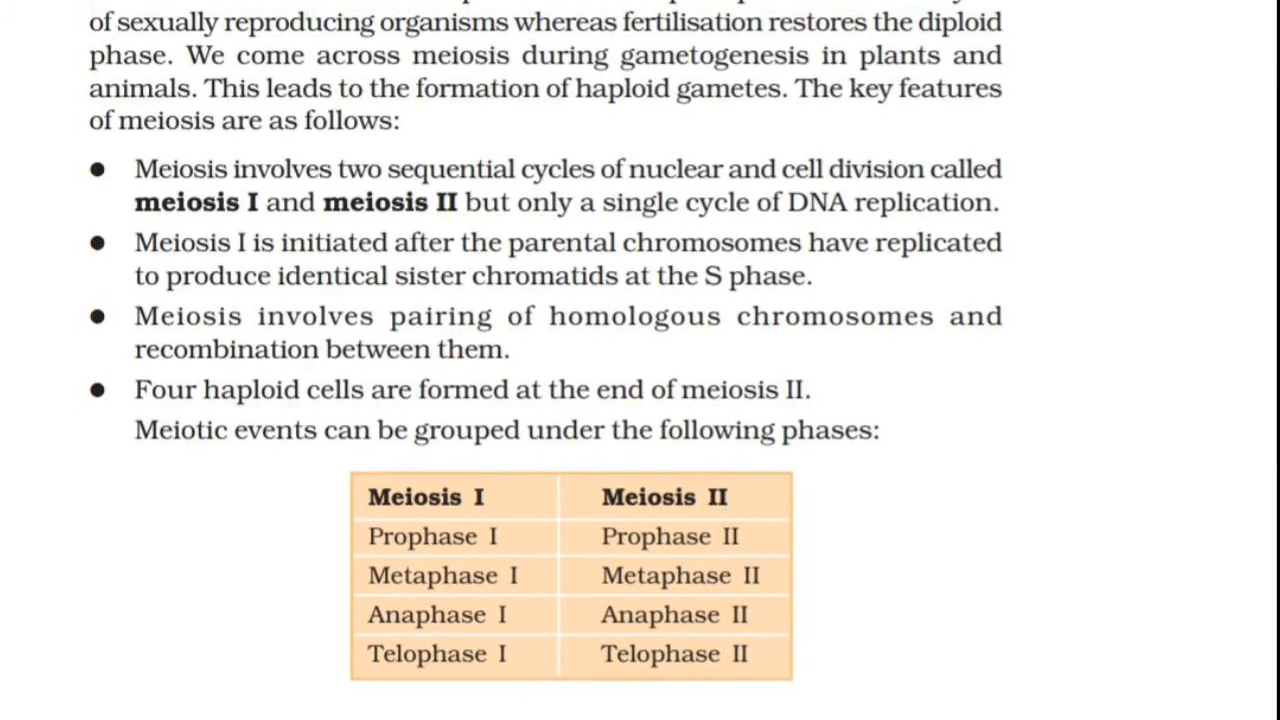 of sexually reproducing organisms whereas fertilisation restores the diploid
phase. We come across meiosis during gametogenesis in plants and
animals. This leads to the formation of haploid gametes. The key features
of meiosis are as follows:
● Meiosis involves two sequential cycles of nuclear and cell division called
meiosis I and meiosis II but only a single cycle of DNA replication.
● Meiosis I is initiated after the parental chromosomes have replicated
to produce identical sister chromatids at the S phase.
● Meiosis involves pairing of homologous chromosomes and
recombination between them.
● Four haploid cells are formed at the end of meiosis II.
Meiotic events can be grouped under the following phases:
Meiosis I Meiosis II
Prophase I Prophase II
Metaphase I Metaphase II
Anaphase I Anaphase II
Telophase I Telophase II